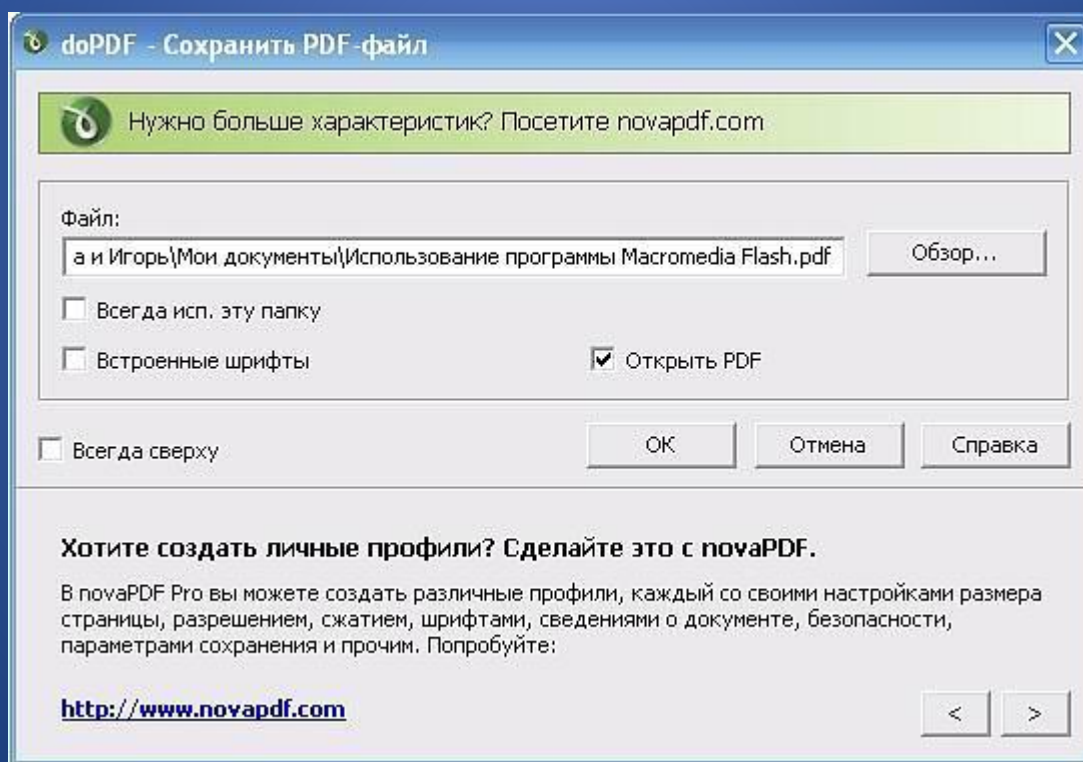 doPDF - Сохранить PDF-файл
Нужно больше характеристик? Посетите novapdf.com
Файл:
а и Игорь\Мои документы\Использование программы Macromedia Flash.pdf
Обзор...
Всегда исп. эту папку
Встроенные шрифты
Открыть PDF
Всегда сверху
ОК
Отмена
Справка
Хотите создать личные профили? Сделайте это с novaPDF.
В novaPDF Pro вы можете создать различные профили, каждый со своими настройками размера
страницы, разрешением, сжатием, шрифтами, сведениями о документе, безопасности,
параметрами сохранения и прочим. Попробуйте:
http://www.novapdf.com
<
>